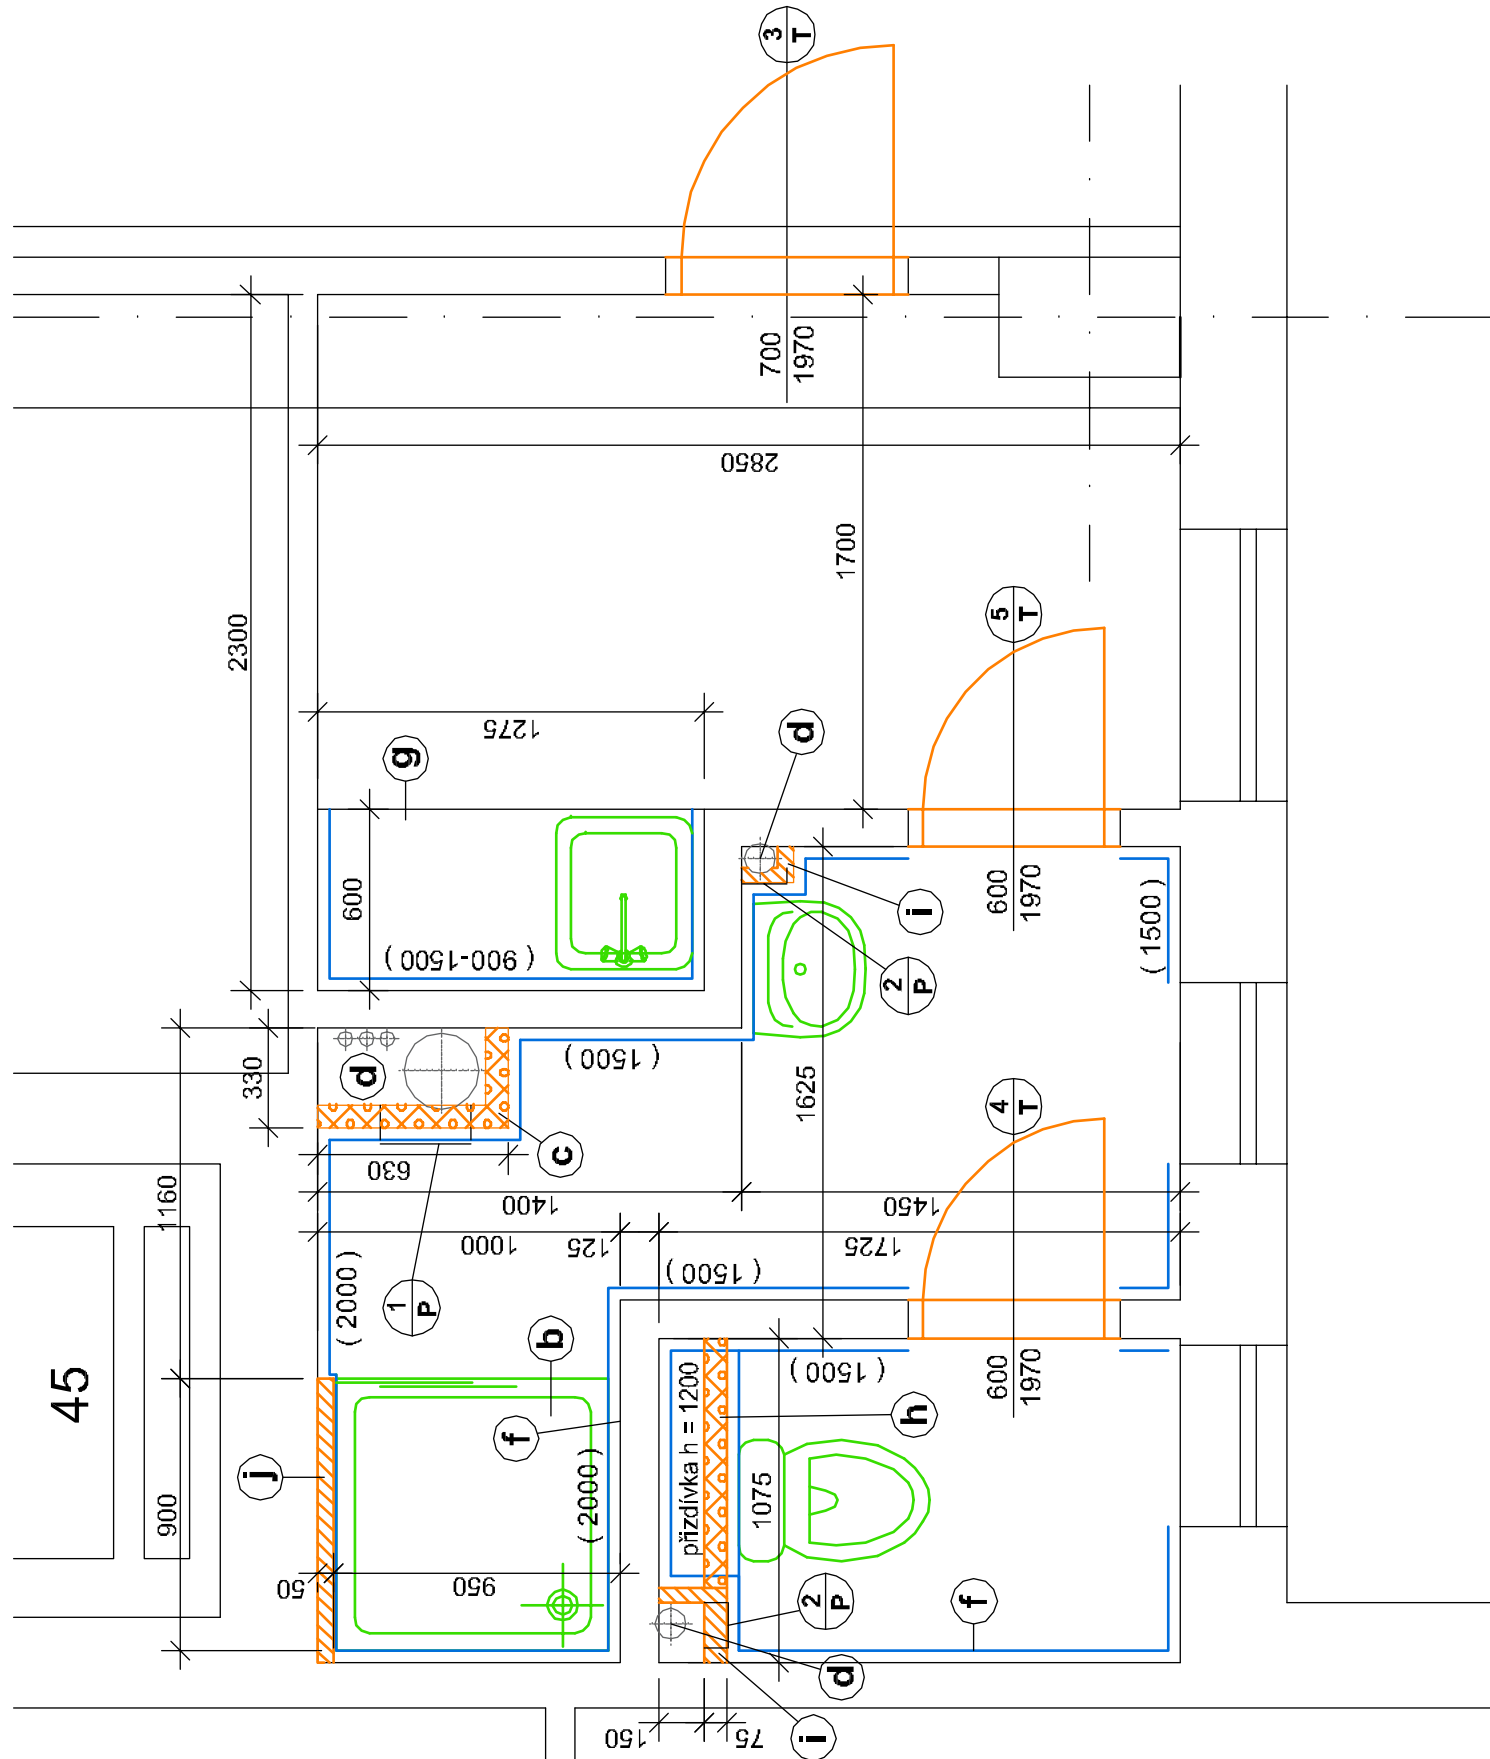 3
T
700
1970
2850
1700
2300
1275
g
d
5
T
600
( 900-1500 )
i
600
1970
( 1500 )
2
P
330
d
( 1500 )
1625
c
4
T
630
1400
1450
1160
1000
125
1725
( 2000 )
1
P
( 1500 )
b
45
j
f
přizdívka h = 1200
( 1500 )
h
600
1970
900
( 2000 )
1075
50
950
2
P
f
d
150
75
i